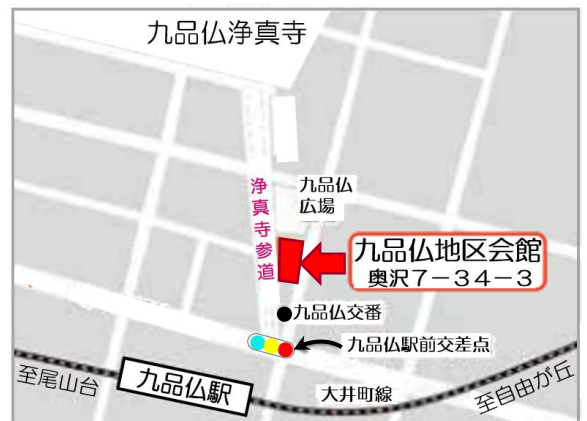 九品仏浄真寺
浄真寺参道
九品仏
広場
九品仏地区会館
奥沢7－34－3
九品仏交番
九品仏駅前交差点
至尾山台
九品仏駅
大井町線
至自由が丘